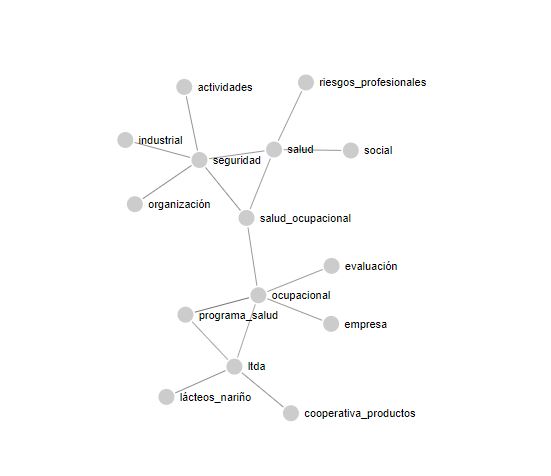 riesgos_profesionales
actividades
industrial
salud
social
seguridad
organización
salud_ocupacional
evaluación
ocupacional
programa_salud
empresa
ltda
lácteos_nariño
cooperativa_productos